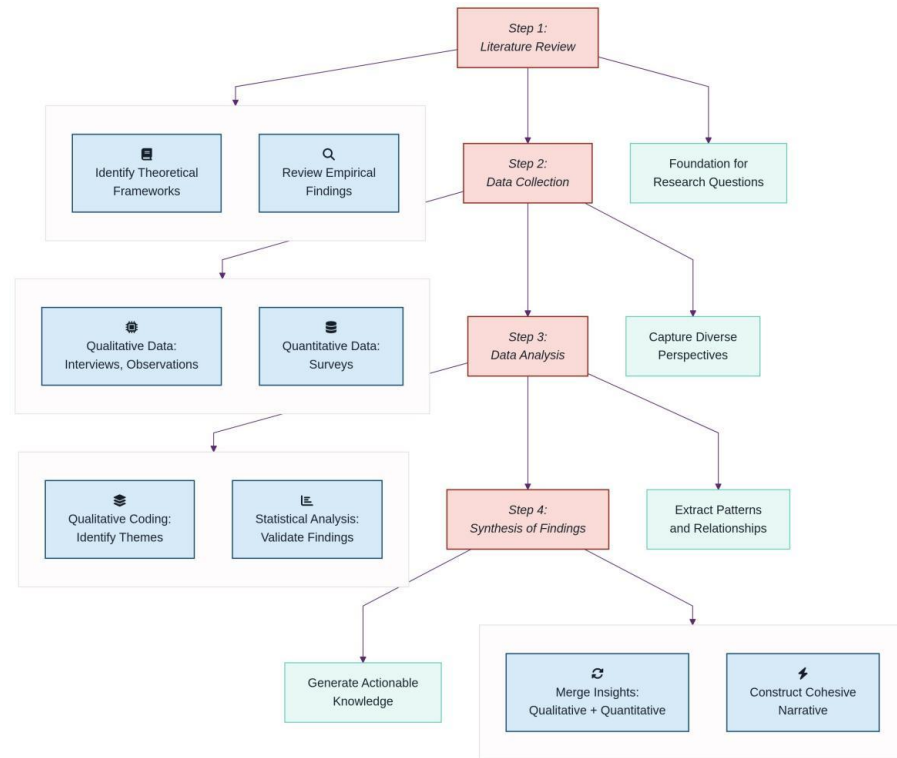 Step 1:
Literature Review
Identify Theoretical
Frameworks
Review Empirical
Findings
Step 2:
Data Collection
Foundation for
Research Questions
Qualitative Data:
Interviews, Observations
Quantitative Data:
Surveys
Step 3:
Data Analysis
Capture Diverse
Perspectives
Qualitative Coding:
Identify Themes
Statistical Analysis:
Validate Findings
Step 4:
Synthesis of Findings
Extract Patterns
and Relationships
Generate Actionable
Knowledge
Merge Insights:
Qualitative + Quantitative
Construct Cohesive
Narrative